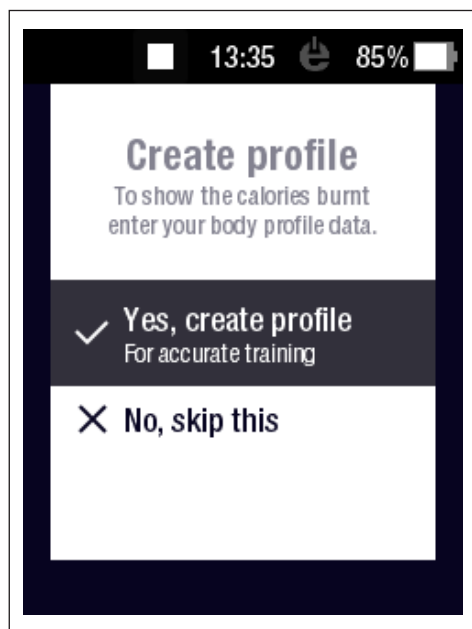 13:35 85%
Create profile
To show the calories burnt
enter your body profile data.
Yes, create profile
For accurate training
No, skip this